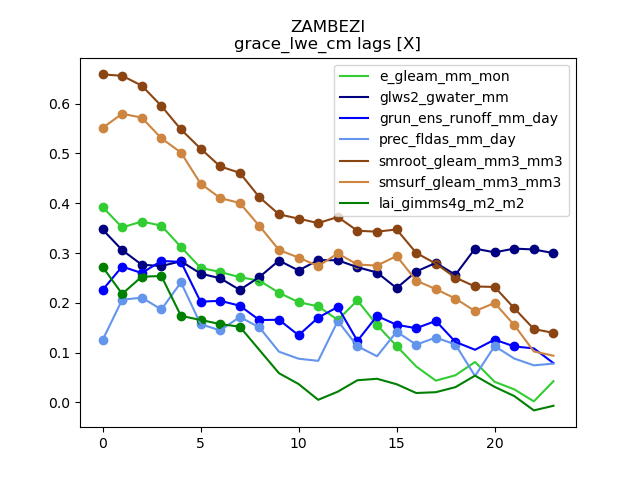 ZAMBEZI
grace_lwe_cm lags [X]
e_gleam_mm_mon
glws2_gwater_mm
grun_ens_runoff_mm_day
prec_fldas_mm_day
smroot_gleam_mm3_mm3
smsurf_gleam_mm3_mm3
lai_gimms4g_m2_m2
0.6
0.5
0.4
0.3
0.2
0.1
0.0
0 5 10 15 20